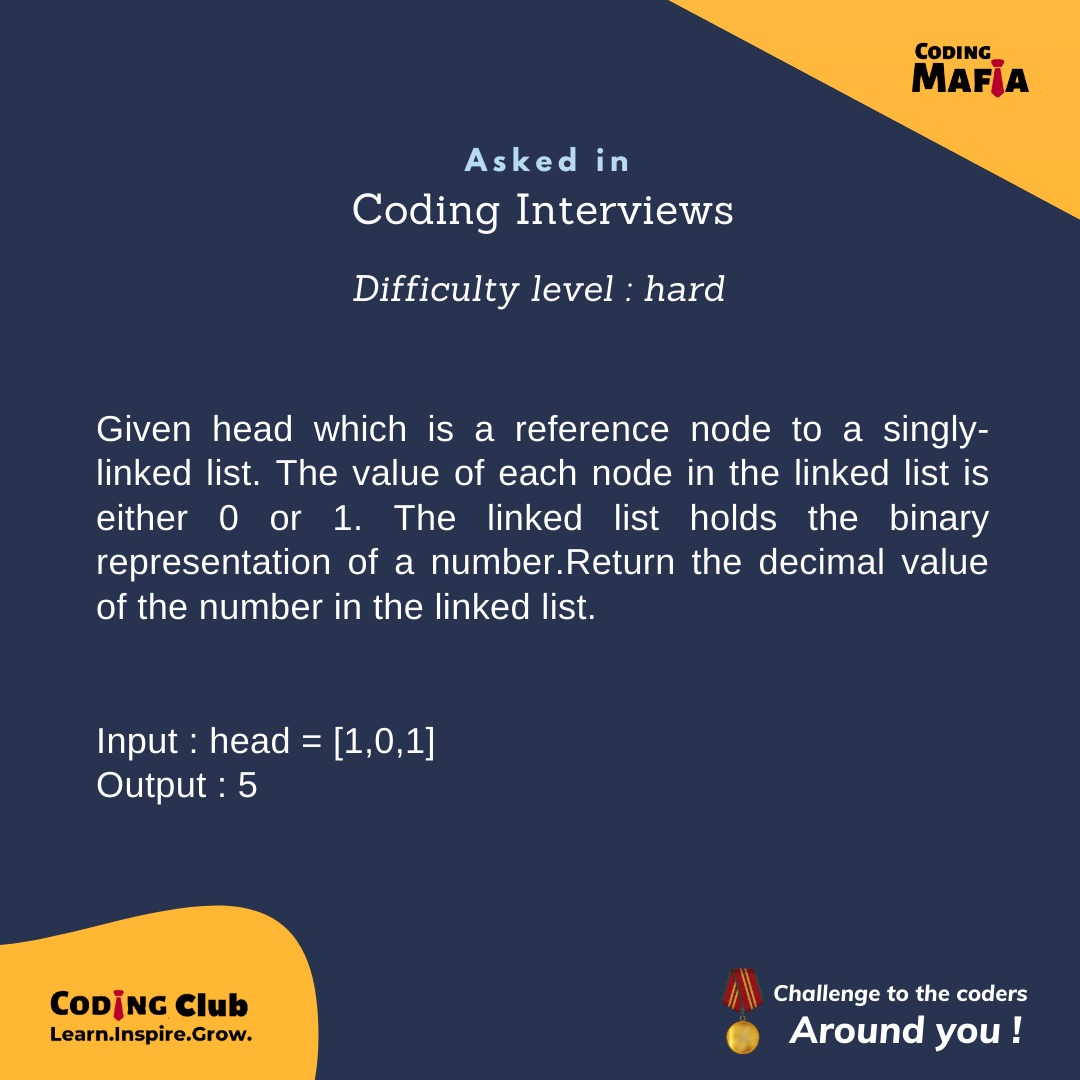 CODING
MAFIA
Asked in
Coding Interviews
Difficulty level : hard
Given head which is a reference node to a singly-
linked list. The value of each node in the linked list is
either 0 or 1. The linked list holds the binary
representation of a number.Return the decimal value
of the number in the linked list.
Input : head = [1,0,1]
Output : 5
CODING Club
Learn.Inspire.Grow.
Challenge to the coders
Around you !